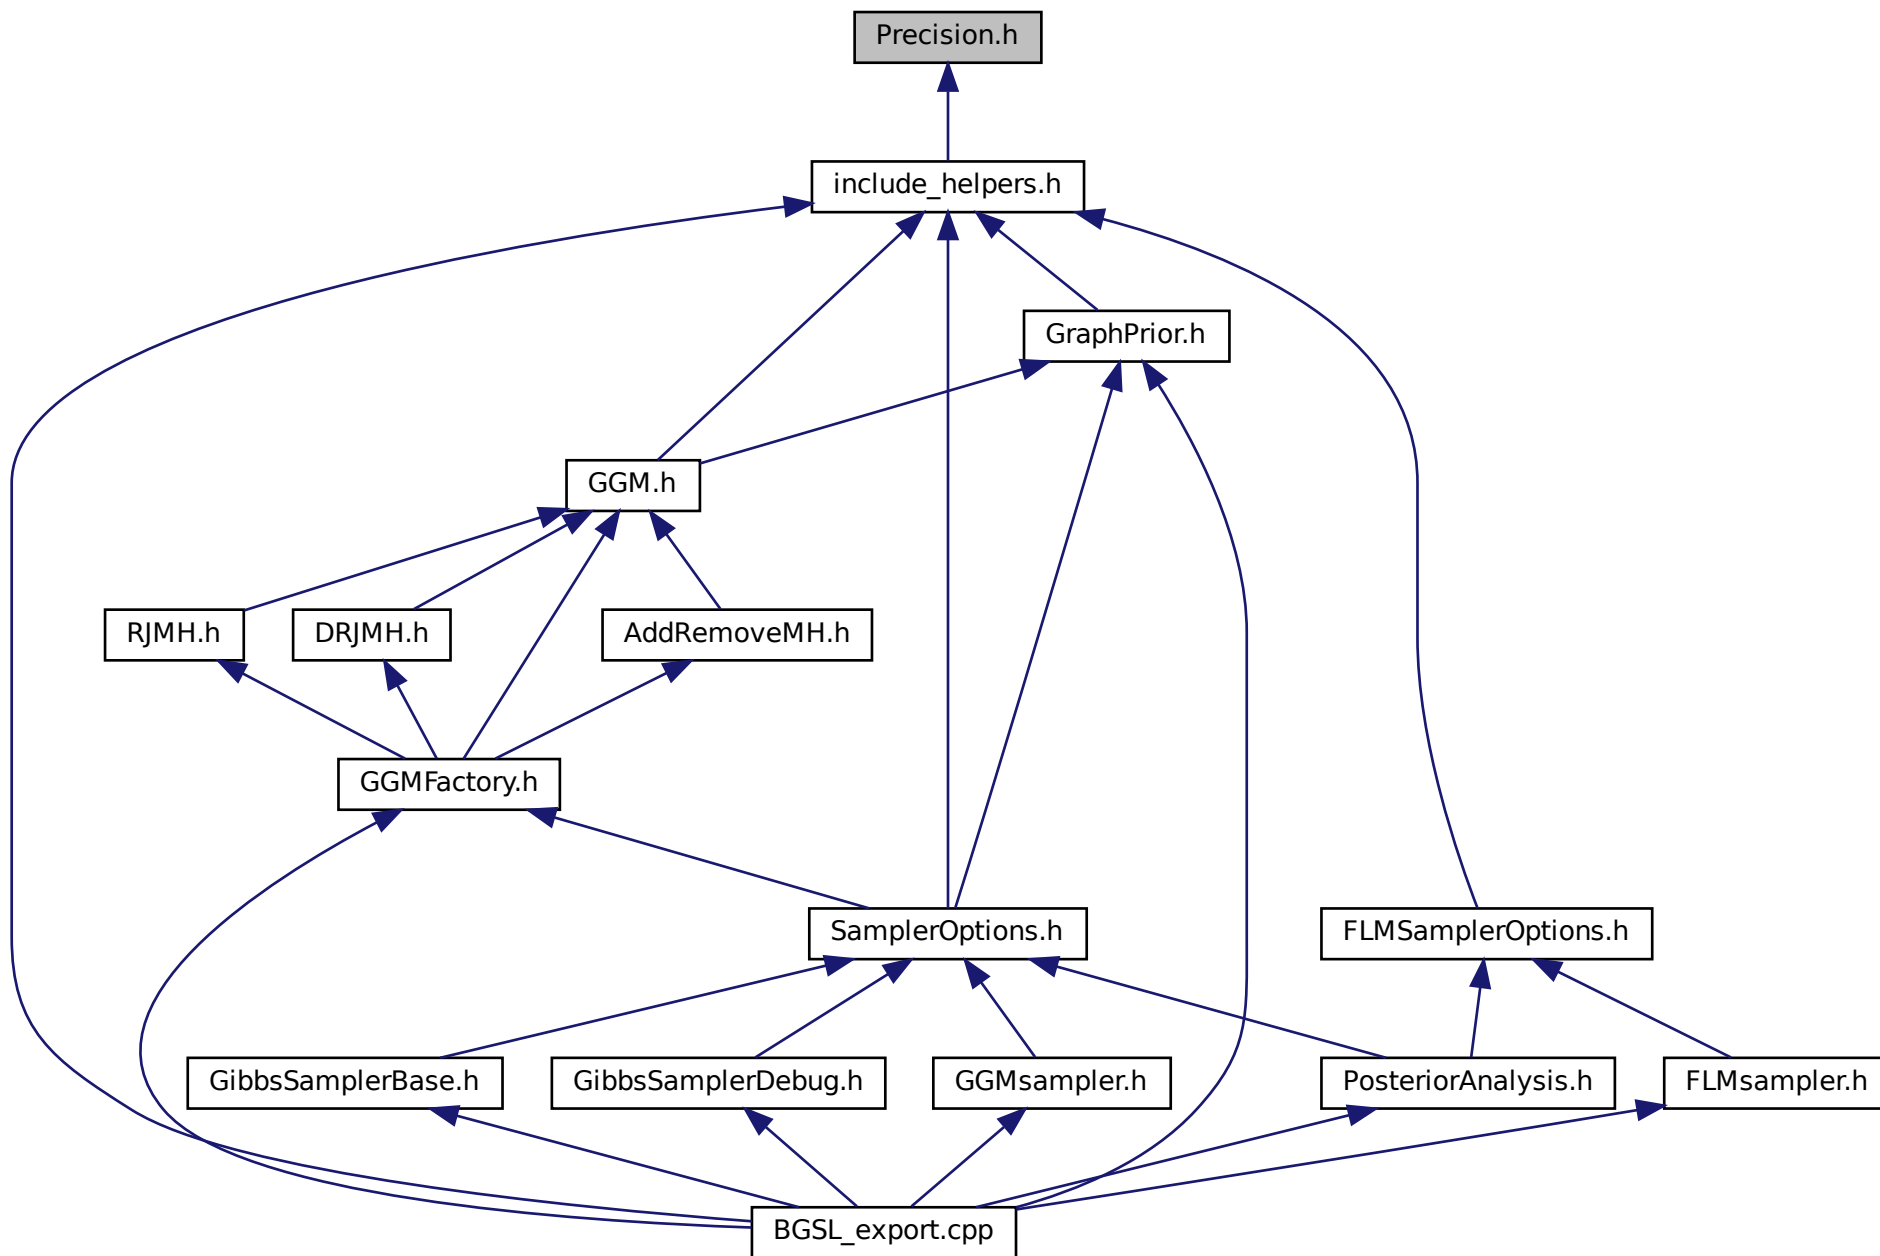 Precision.h
include_helpers.h
GraphPrior.h
GGM.h
RJMH.h
DRJMH.h
AddRemoveMH.h
GGMFactory.h
SamplerOptions.h
FLMSamplerOptions.h
GibbsSamplerBase.h
GibbsSamplerDebug.h
GGMsampler.h
PosteriorAnalysis.h
FLMsampler.h
BGSL_export.cpp